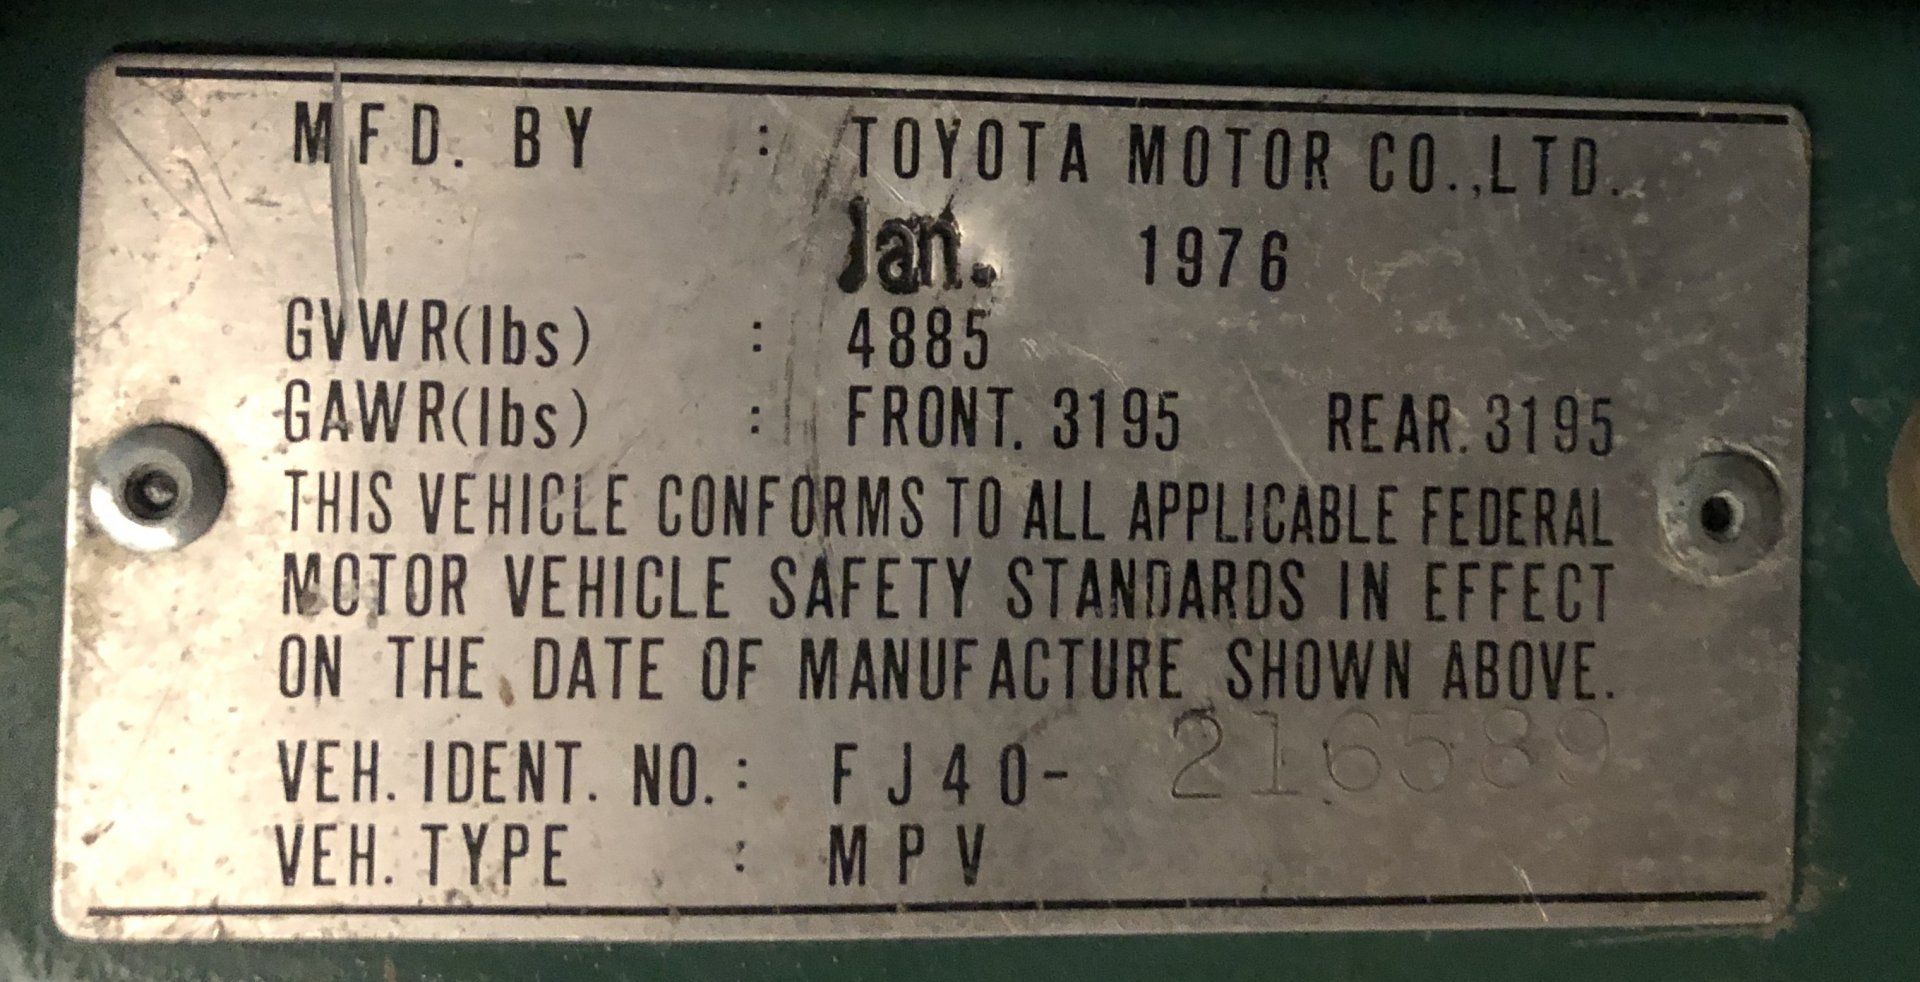 MFD. BY : TOYOTA MOTOR CO.,LTD.
Jan. 1976
GVWR(lbs) : 4885
GAWR(lbs) : FRONT. 3195 REAR. 3195
THIS VEHICLE CONFORMS TO ALL APPLICABLE FEDERAL
MOTOR VEHICLE SAFETY STANDARDS IN EFFECT
ON THE DATE OF MANUFACTURE SHOWN ABOVE.
VEH. IDENT. NO. : FJ40- 216589
VEH. TYPE : MPV